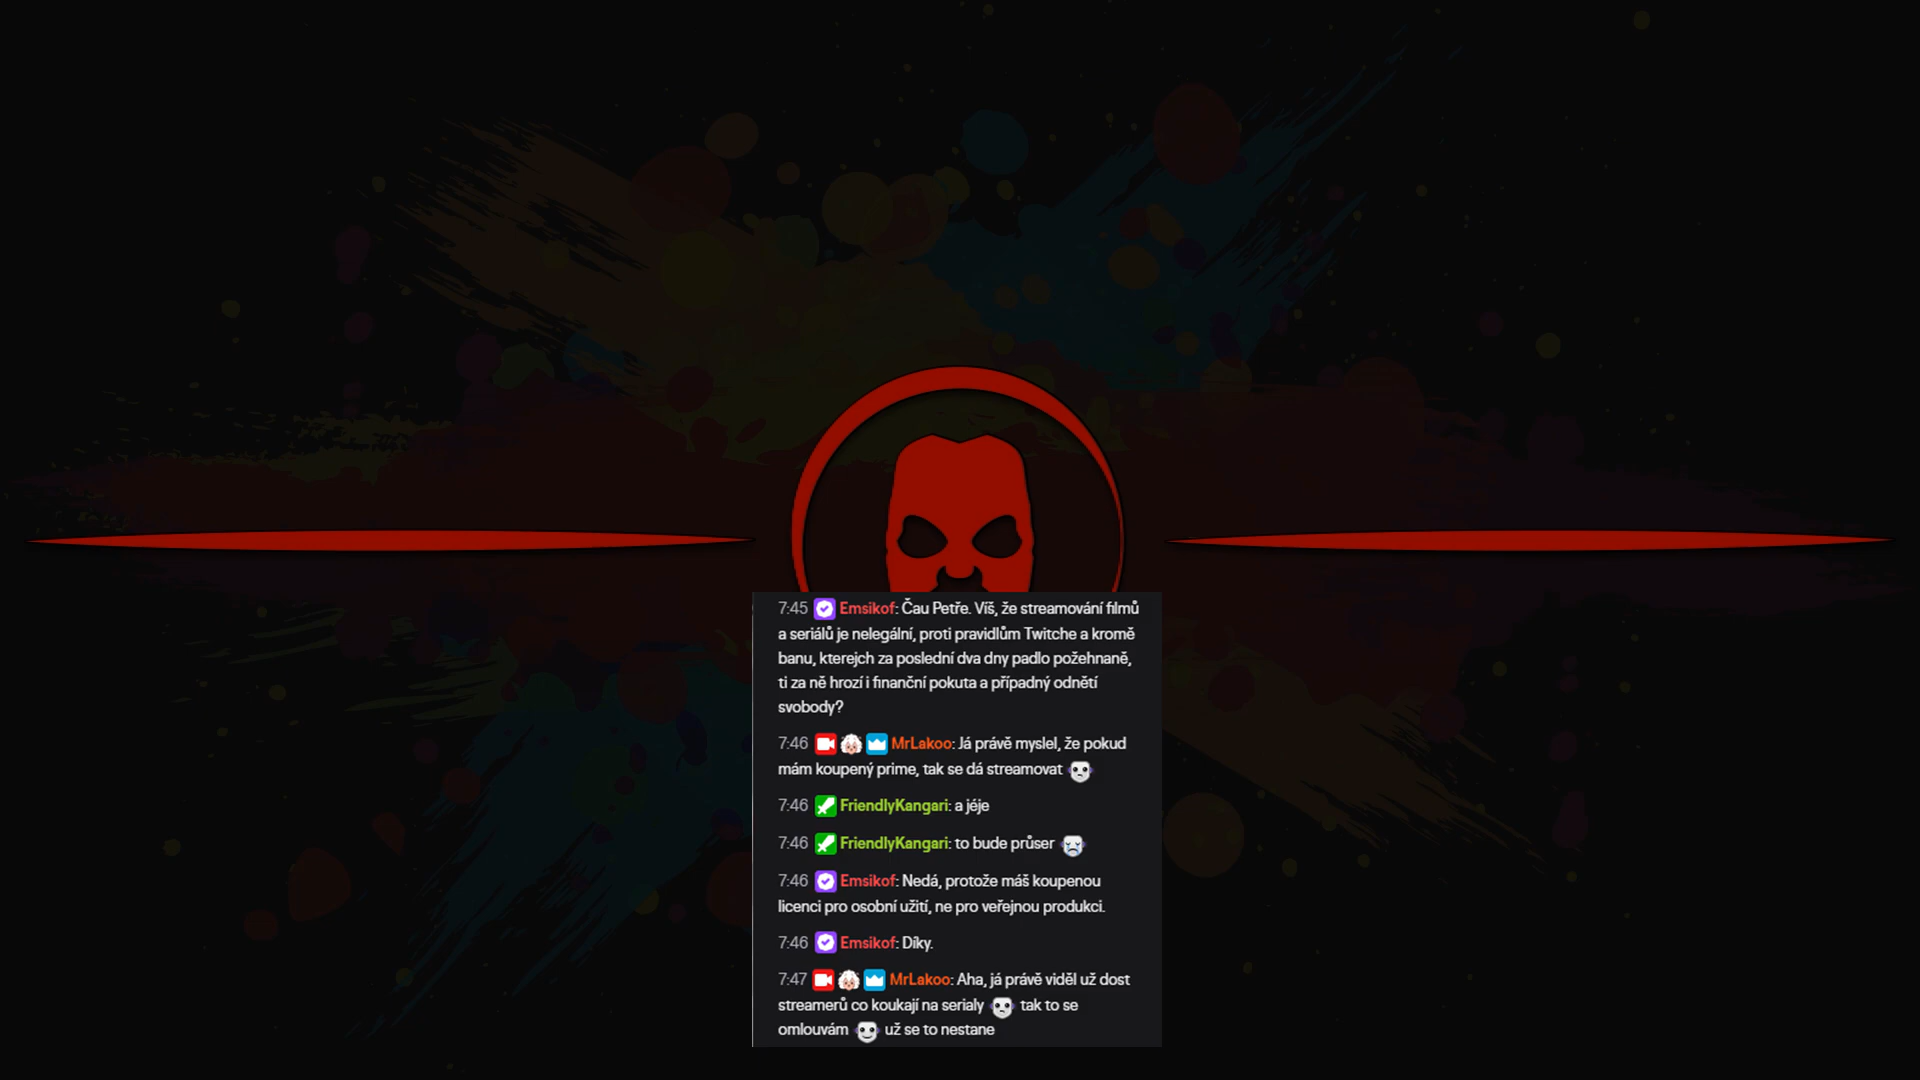 7:45 Emsikof: Čau Petře. Víš, že streamování filmů
a seriálů je nelegální, proti pravidlům Twitche a kromě
banu, kterejch za poslední dva dny padlo požehnaně,
ti za ně hrozí i finanční pokuta a případný odnětí
svobody?
7:46 MrLakoo: Já právě myslel, že pokud
mám koupený prime, tak se dá streamovat
7:46 FriendlyKangari: a jéje
7:46 FriendlyKangari: to bude průser
7:46 Emsikof: Nedá, protože máš koupenou
licenci pro osobní užití, ne pro veřejnou produkci.
7:46 Emsikof: Díky.
7:47 MrLakoo: Aha, já právě viděl už dost
streamerů co koukají na serialy tak to se
omlouvám už se to nestane